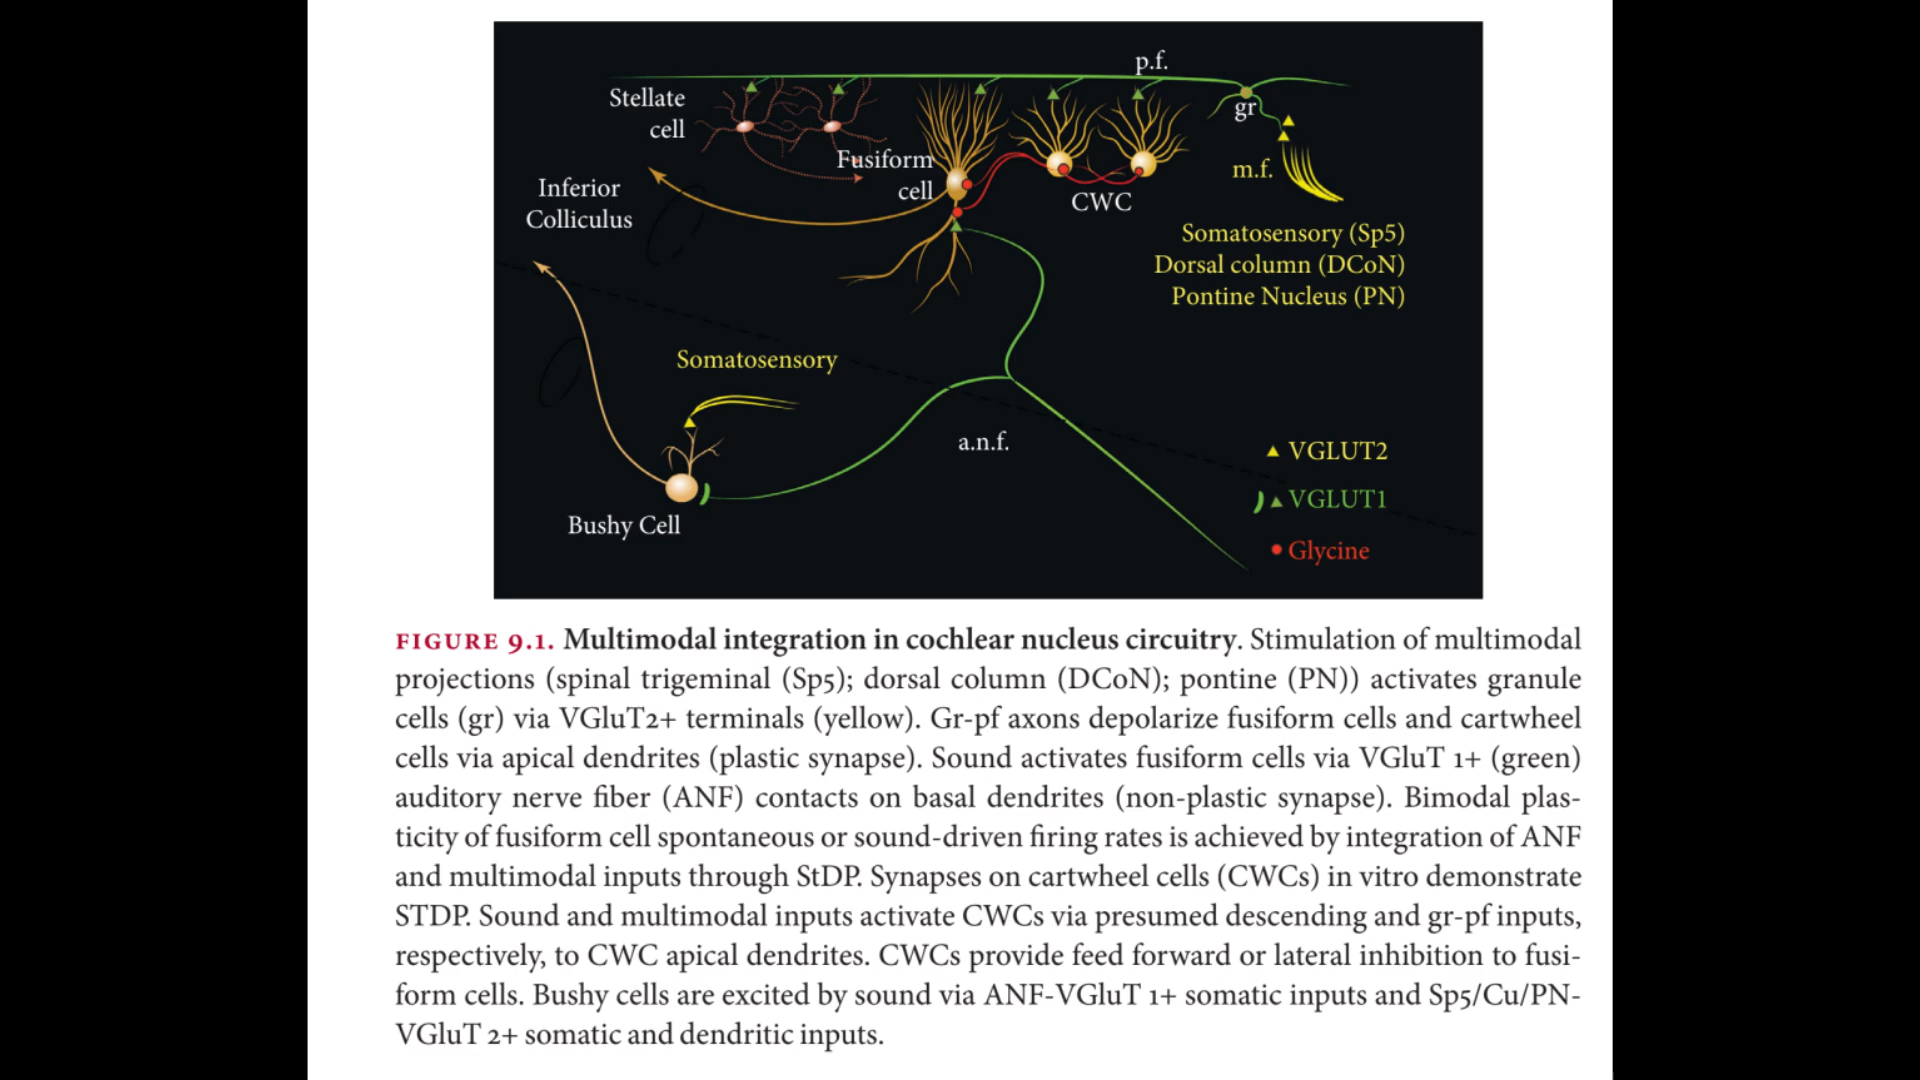 p.f.
Stellate
cell
gr
Fusiform
cell
m.f.
Inferior
Colliculus
CWC
Somatosensory (Sp5)
Dorsal column (DCoN)
Pontine Nucleus (PN)
Somatosensory
a.n.f.
VGLUT2
VGLUT1
Bushy Cell
Glycine
FIGURE 9.1. Multimodal integration in cochlear nucleus circuitry. Stimulation of multimodal
projections (spinal trigeminal (Sp5); dorsal column (DCoN); pontine (PN)) activates granule
cells (gr) via VGluT2+ terminals (yellow). Gr-pf axons depolarize fusiform cells and cartwheel
cells via apical dendrites (plastic synapse). Sound activates fusiform cells via VGluT 1+ (green)
auditory nerve fiber (ANF) contacts on basal dendrites (non-plastic synapse). Bimodal plas-
ticity of fusiform cell spontaneous or sound-driven firing rates is achieved by integration of ANF
and multimodal inputs through StDP. Synapses on cartwheel cells (CWCs) in vitro demonstrate
STDP. Sound and multimodal inputs activate CWCs via presumed descending and gr-pf inputs,
respectively, to CWC apical dendrites. CWCs provide feed forward or lateral inhibition to fusi-
form cells. Bushy cells are excited by sound via ANF-VGluT 1+ somatic inputs and Sp5/Cu/PN-
VGluT 2+ somatic and dendritic inputs.